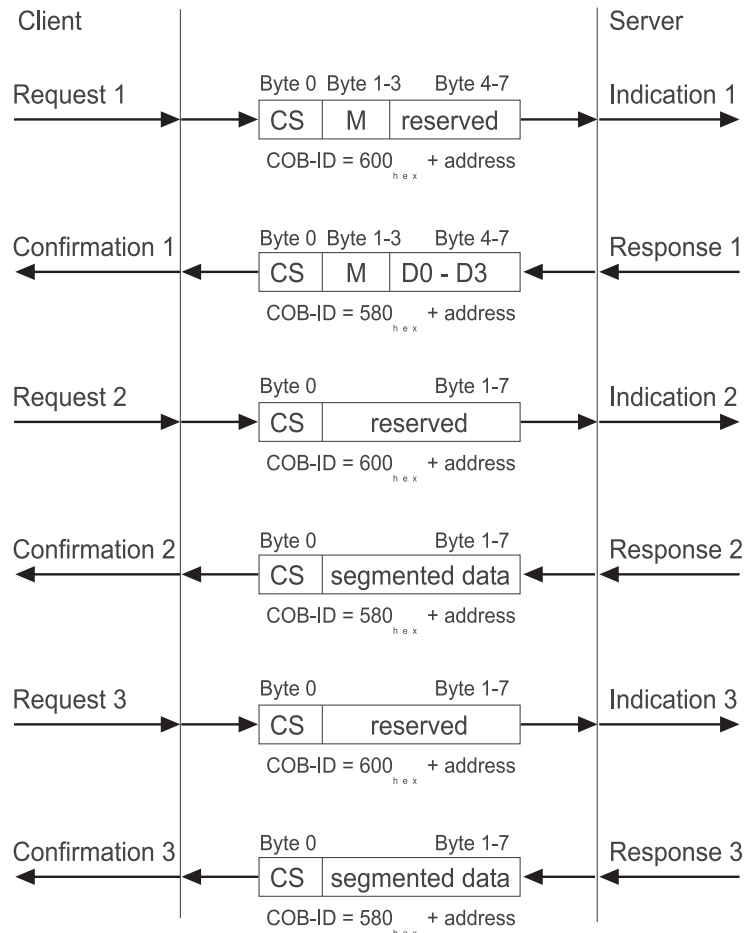 Client Server
Byte 0 Byte 1-3 Byte 4-7
Request 1 Indication 1
CS M reserved
COB-ID = 600 hex + address
Byte 0 Byte 1-3 Byte 4-7
Confirmation 1 Response 1
CS M D0 - D3
COB-ID = 580 hex + address
Byte 0 Byte 1-7
Request 2 Indication 2
CS reserved
COB-ID = 600 hex + address
Byte 0 Byte 1-7
Confirmation 2 Response 2
CS segmented data
COB-ID = 580 hex + address
Byte 0 Byte 1-7
Request 3 Indication 3
CS reserved
COB-ID = 600 hex + address
Byte 0 Byte 1-7
Confirmation 3 Response 3
CS segmented data
COB-ID = 580 hex + address